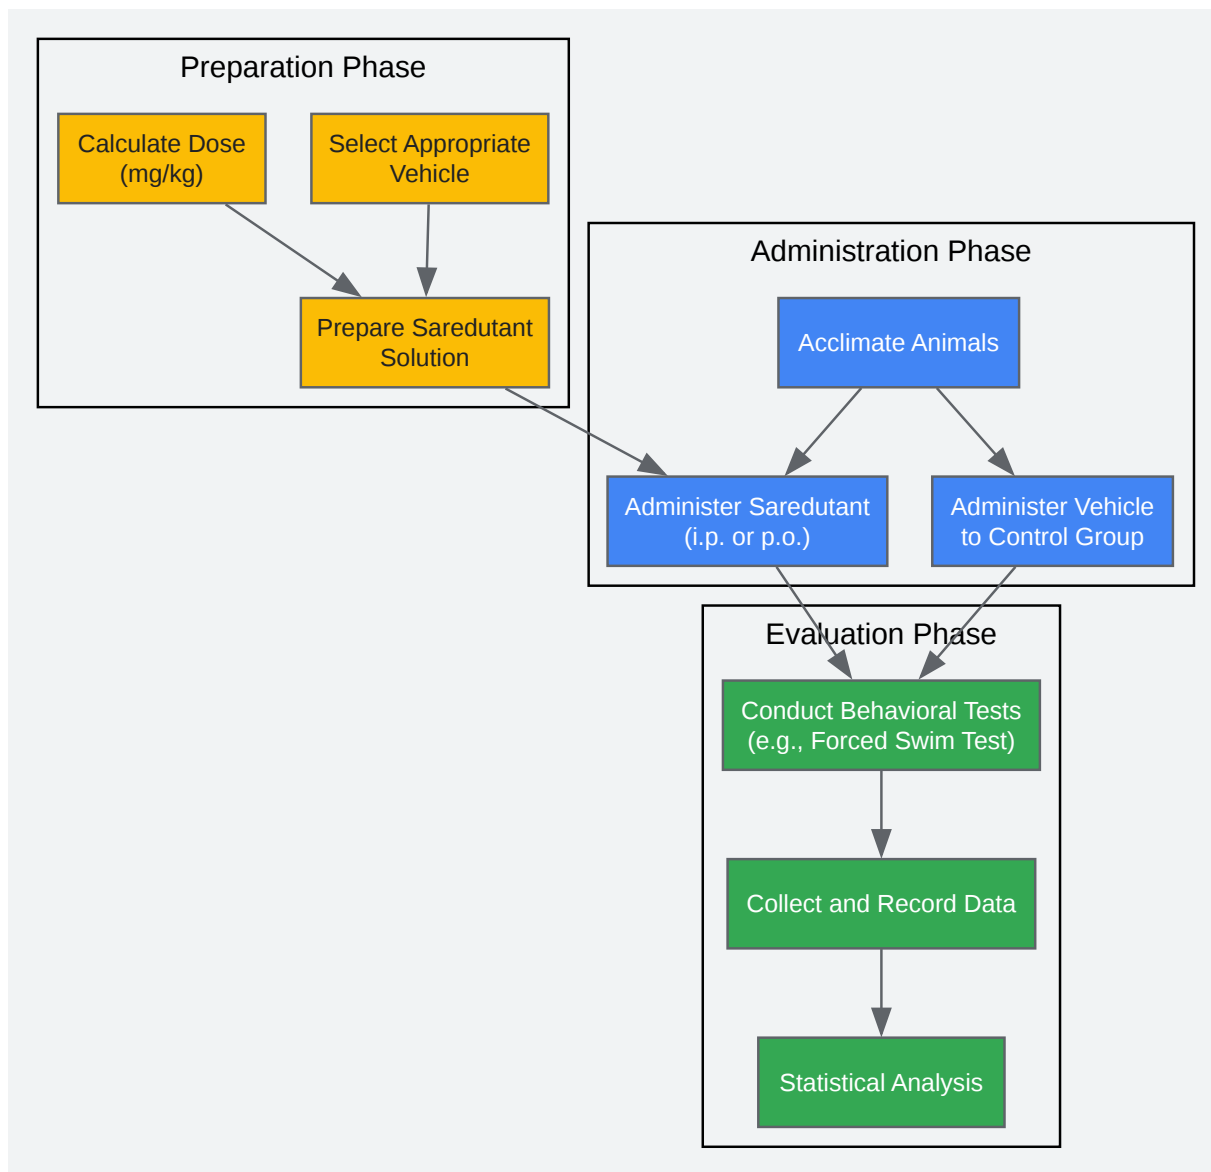 Preparation Phase
Calculate Dose
(mg/kg)
Select Appropriate
Vehicle
Prepare Saredutant
Solution
Administration Phase
Acclimate Animals
Administer Saredutant
(i.p. or p.o.)
Administer Vehicle
to Control Group
Evaluation Phase
Conduct Behavioral Tests
(e.g., Forced Swim Test)
Collect and Record Data
Statistical Analysis